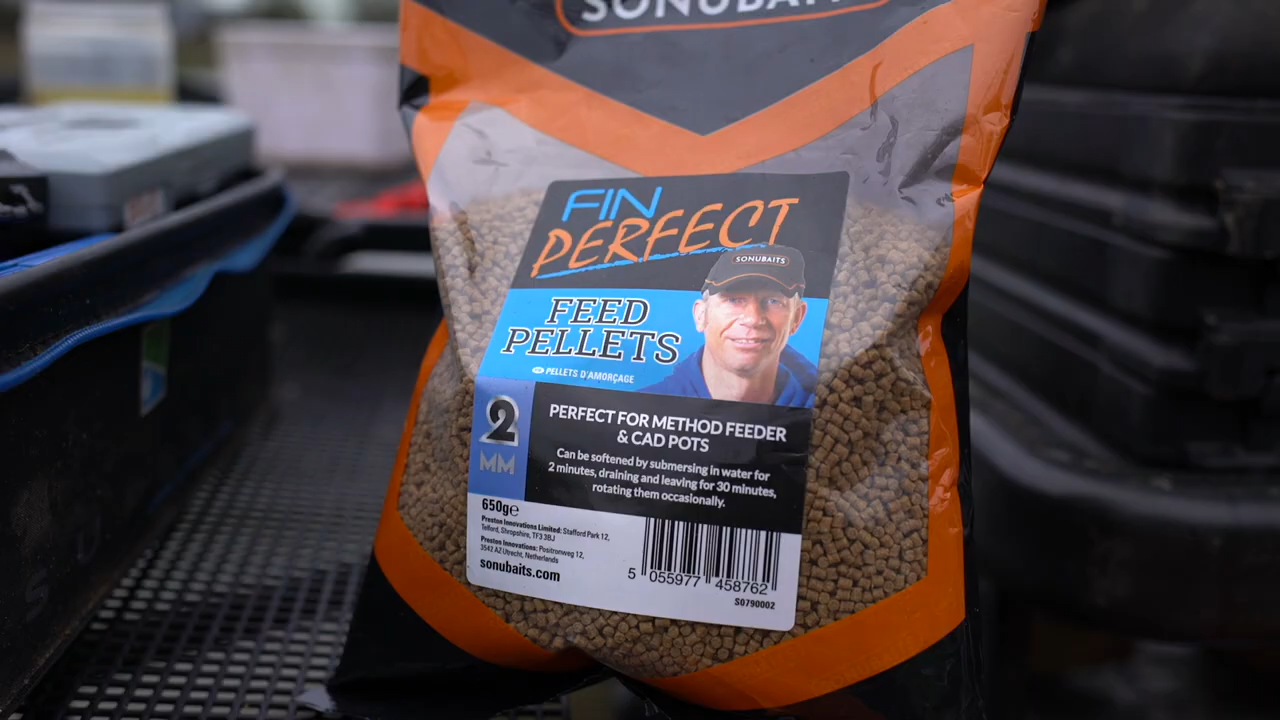 SONUBAITS
FIN
PERFECT
SONUBAITS
FEED
PELLETS
FR PELLETS D'AMORÇAGE
2
MM
PERFECT FOR METHOD FEEDER
& CAD POTS
Can be softened by submersing in water for
2 minutes, draining and leaving for 30 minutes,
rotating them occasionally.
650g℮
Preston Innovations Limited: Stafford Park 12,
Telford, Shropshire, TF3 3BJ
Preston Innovations: Positronweg 12,
3542 AZ Utrecht, Netherlands
sonubaits.com
5 055977 458762
S0790002